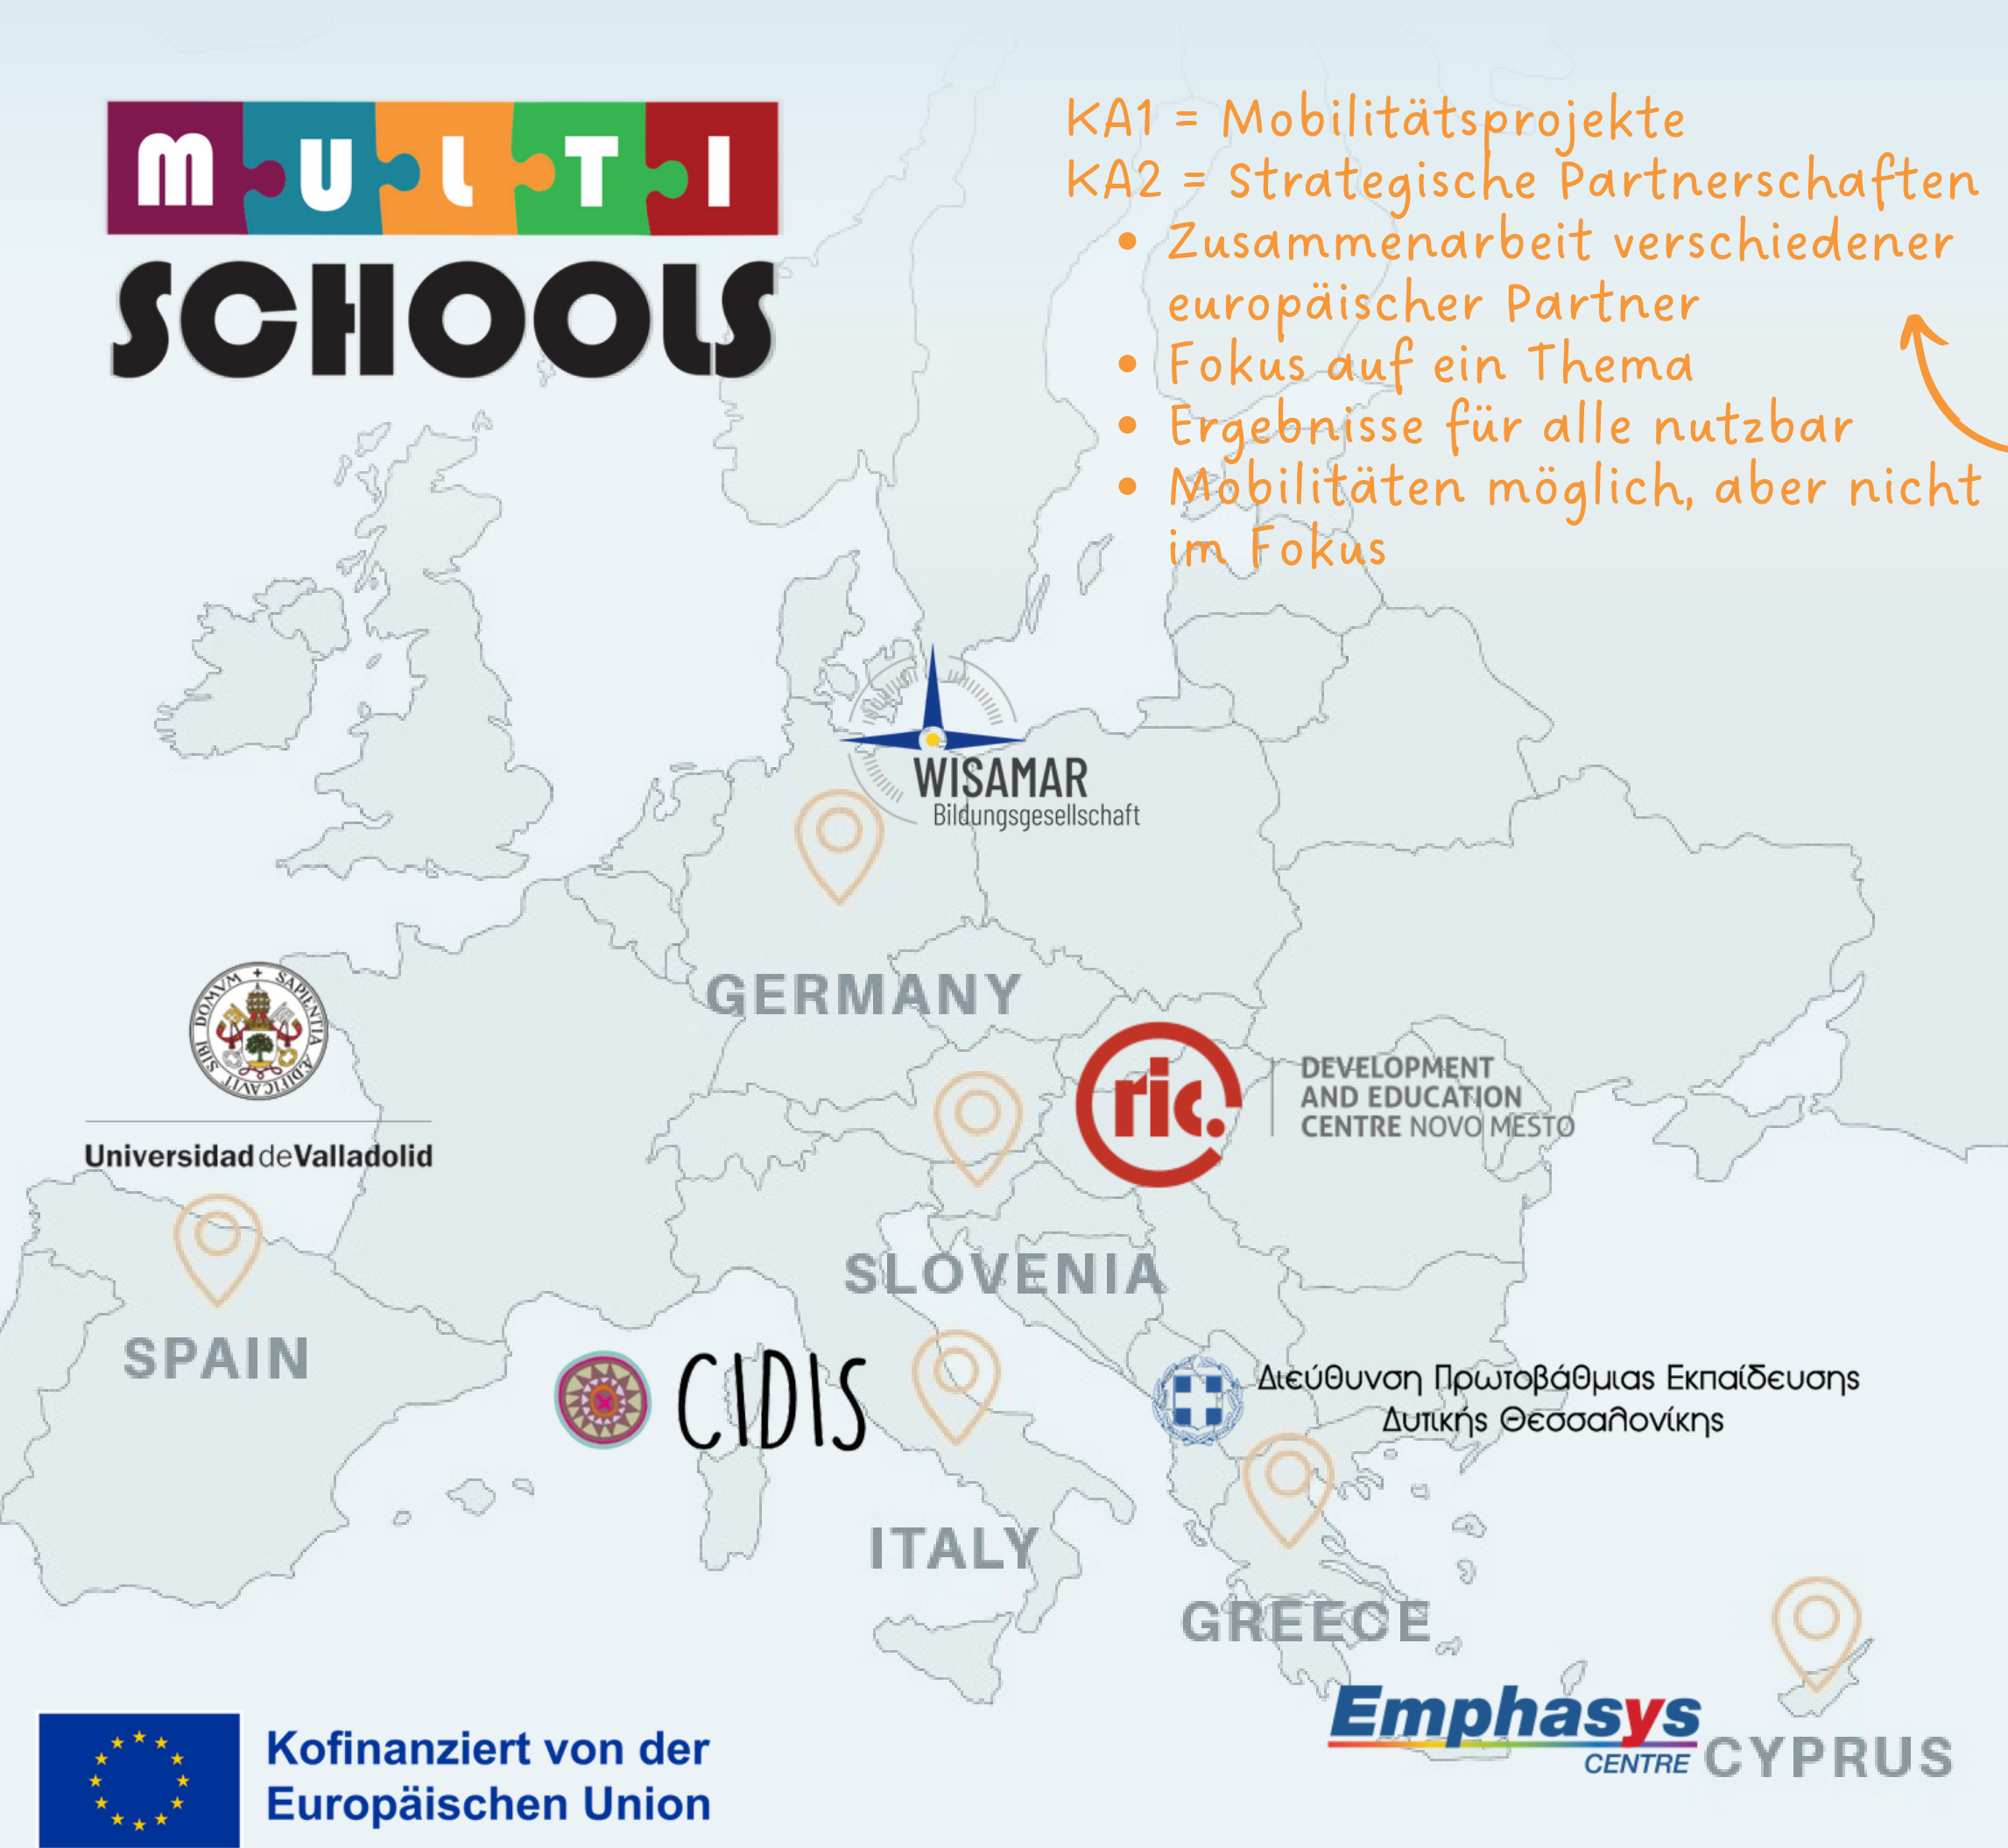 MULTI
SCHOOLS
KA1 = Mobilitätsprojekte
KA2 = Strategische Partnerschaften
• Zusammenarbeit verschiedener
europäischer Partner
• Fokus auf ein Thema
• Ergebnisse für alle nutzbar
• Mobilitäten möglich, aber nicht
im Fokus
WISAMAR
Bildungsgesellschaft
GERMANY
SIBI DOMVM + SAPIENTIA ÆDIFICAVIT
Universidad de Valladolid
SPAIN
ric.
DEVELOPMENT
AND EDUCATION
CENTRE NOVO MESTO
SLOVENIA
CIDIS
ITALY
Διεύθυνση Πρωτοβάθμιας Εκπαίδευσης
Δυτικής Θεσσαλονίκης
GREECE
Emphasys
CENTRE
CYPRUS
Kofinanziert von der
Europäischen Union